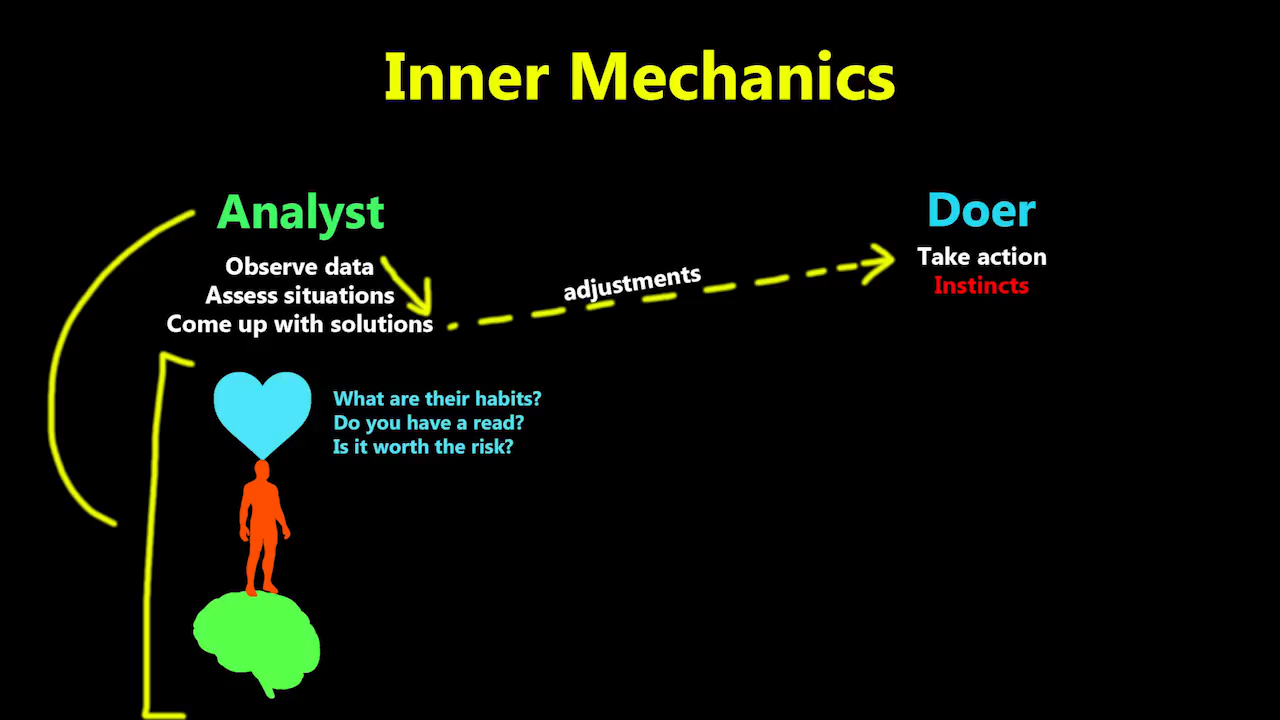 Inner Mechanics
Analyst
Observe data
Assess situations
Come up with solutions
adjustments
Doer
Take action
Instincts
What are their habits?
Do you have a read?
Is it worth the risk?